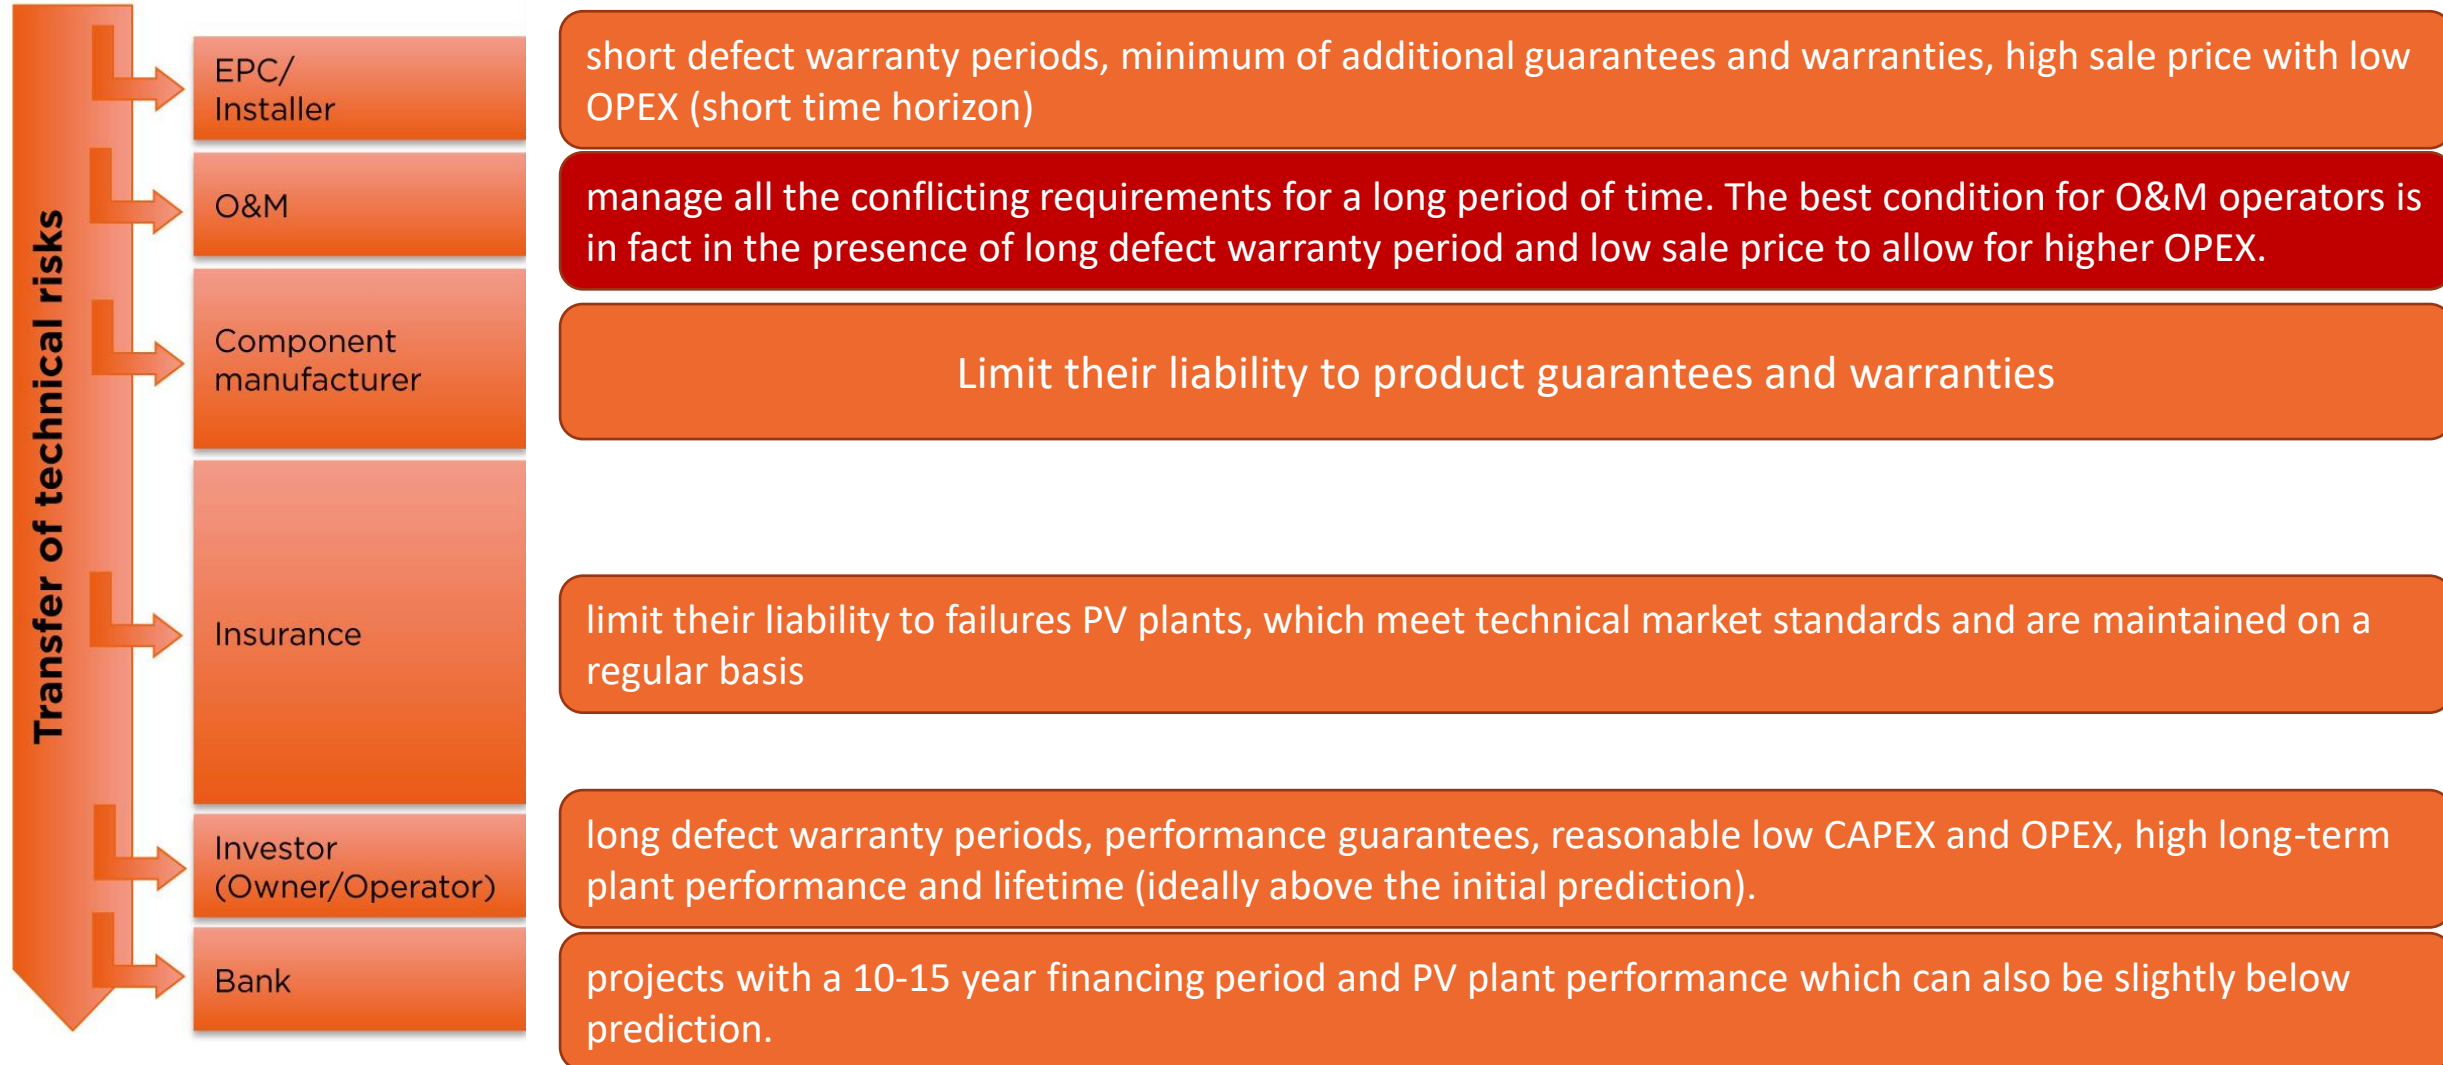 Transfer of technical risks
EPC/
Installer
short defect warranty periods, minimum of additional guarantees and warranties, high sale price with low
OPEX (short time horizon)
O&M
manage all the conflicting requirements for a long period of time. The best condition for O&M operators is
in fact in the presence of long defect warranty period and low sale price to allow for higher OPEX.
Component
manufacturer
Limit their liability to product guarantees and warranties
Insurance
limit their liability to failures PV plants, which meet technical market standards and are maintained on a
regular basis
Investor
(Owner/Operator)
long defect warranty periods, performance guarantees, reasonable low CAPEX and OPEX, high long-term
plant performance and lifetime (ideally above the initial prediction).
Bank
projects with a 10-15 year financing period and PV plant performance which can also be slightly below
prediction.